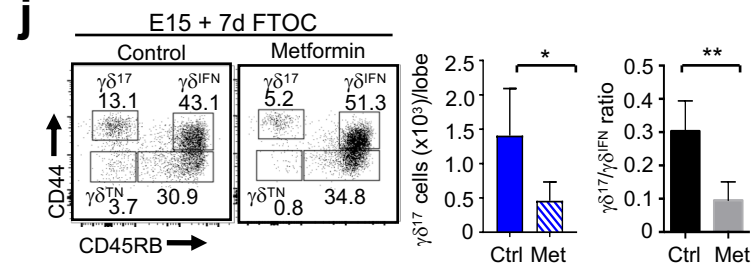 j
E15 + 7d FTOC
Control
Metformin
γδ17
13.1
γδIFN
43.1
γδTN
3.7
30.9
γδ17
5.2
γδIFN
51.3
γδTN
0.8
34.8
CD44
CD45RB
γδ17 cells (x10³)/lobe
2.5
2.0
1.5
1.0
0.5
0
*
Ctrl Met
γδ17/γδIFN ratio
0.5
0.4
0.3
0.2
0.1
0
**
Ctrl Met